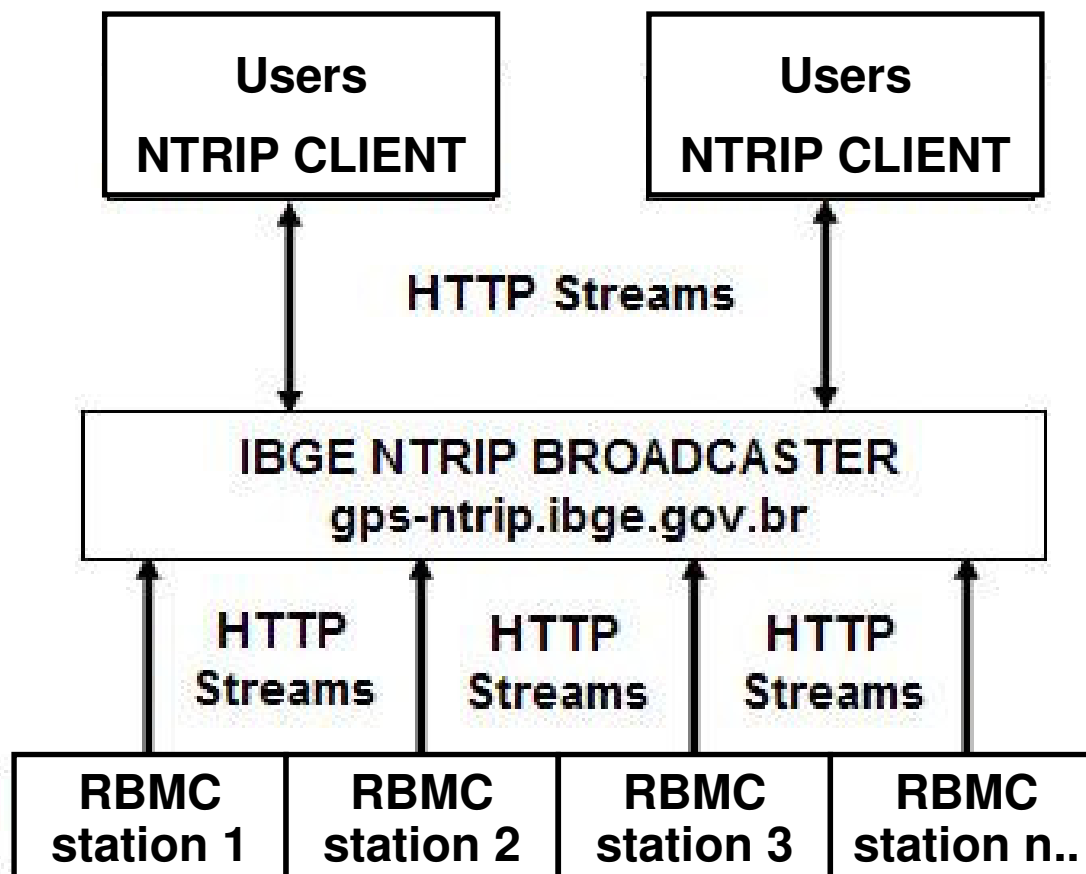 Users
NTRIP CLIENT
Users
NTRIP CLIENT
HTTP Streams
IBGE NTRIP BROADCASTER
gps-ntrip.ibge.gov.br
HTTP
Streams
HTTP
Streams
HTTP
Streams
RBMC
station 1
RBMC
station 2
RBMC
station 3
RBMC
station n..